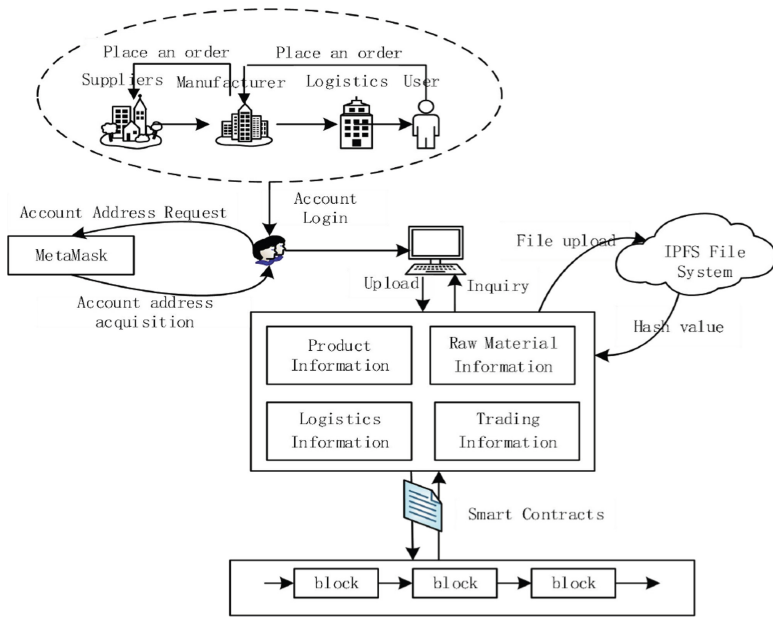 Place an order
Place an order
Suppliers
Manufacturer
Logistics
User
Account
Login
Account Address Request
MetaMask
Account address
acquisition
File upload
IPFS File
System
Upload
Inquiry
Hash value
Product
Information
Raw Material
Information
Logistics
Information
Trading
Information
Smart Contracts
block
block
block